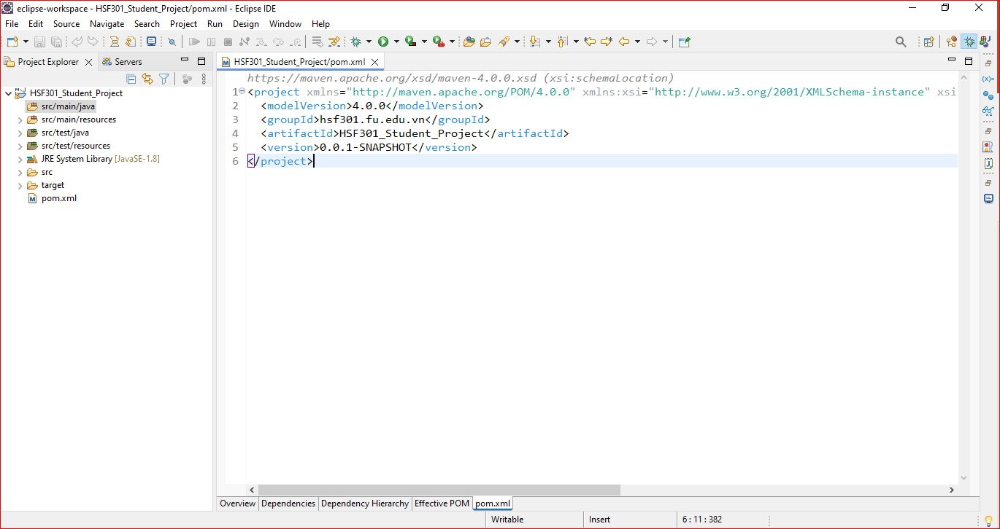 eclipse-workspace - HSF301_Student_Project/pom.xml - Eclipse IDE
File Edit Source Navigate Search Project Run Design Window Help
Project Explorer Servers
HSF301_Student_Project
src/main/java
src/main/resources
src/test/java
src/test/resources
JRE System Library [JavaSE-1.8]
src
target
pom.xml
HSF301_Student_Project/pom.xml
https://maven.apache.org/xsd/maven-4.0.0.xsd (xsi:schemaLocation)
1 <project xmlns="http://maven.apache.org/POM/4.0.0" xmlns:xsi="http://www.w3.org/2001/XMLSchema-instance" xsi
2 <modelVersion>4.0.0</modelVersion>
3 <groupId>hsf301.fu.edu.vn</groupId>
4 <artifactId>HSF301_Student_Project</artifactId>
5 <version>0.0.1-SNAPSHOT</version>
6 </project>
Overview Dependencies Dependency Hierarchy Effective POM pom.xml
Writable Insert 6 : 11 : 382